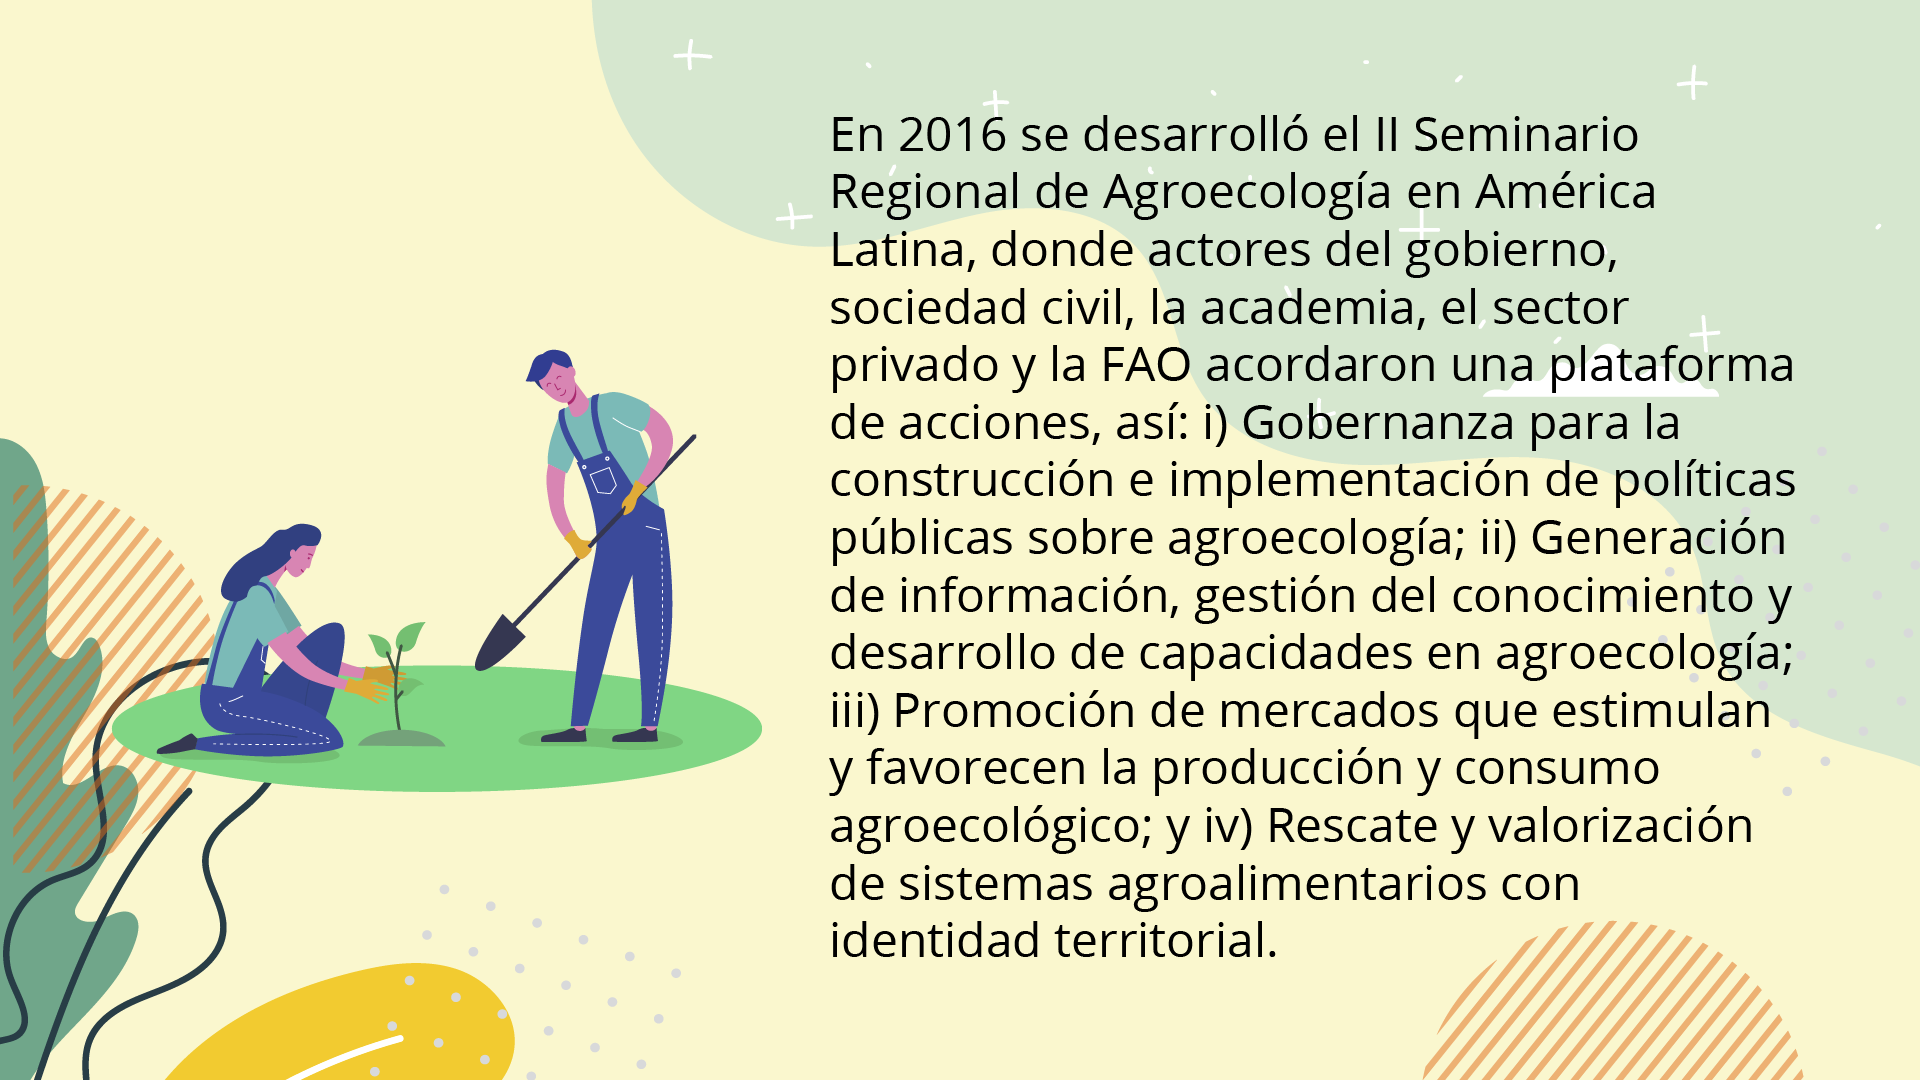 En 2016 se desarrolló el II Seminario
Regional de Agroecología en América
Latina, donde actores del gobierno,
sociedad civil, la academia, el sector
privado y la FAO acordaron una plataforma
de acciones, así: i) Gobernanza para la
construcción e implementación de políticas
públicas sobre agroecología; ii) Generación
de información, gestión del conocimiento y
desarrollo de capacidades en agroecología;
iii) Promoción de mercados que estimulan
y favorecen la producción y consumo
agroecológico; y iv) Rescate y valorización
de sistemas agroalimentarios con
identidad territorial.